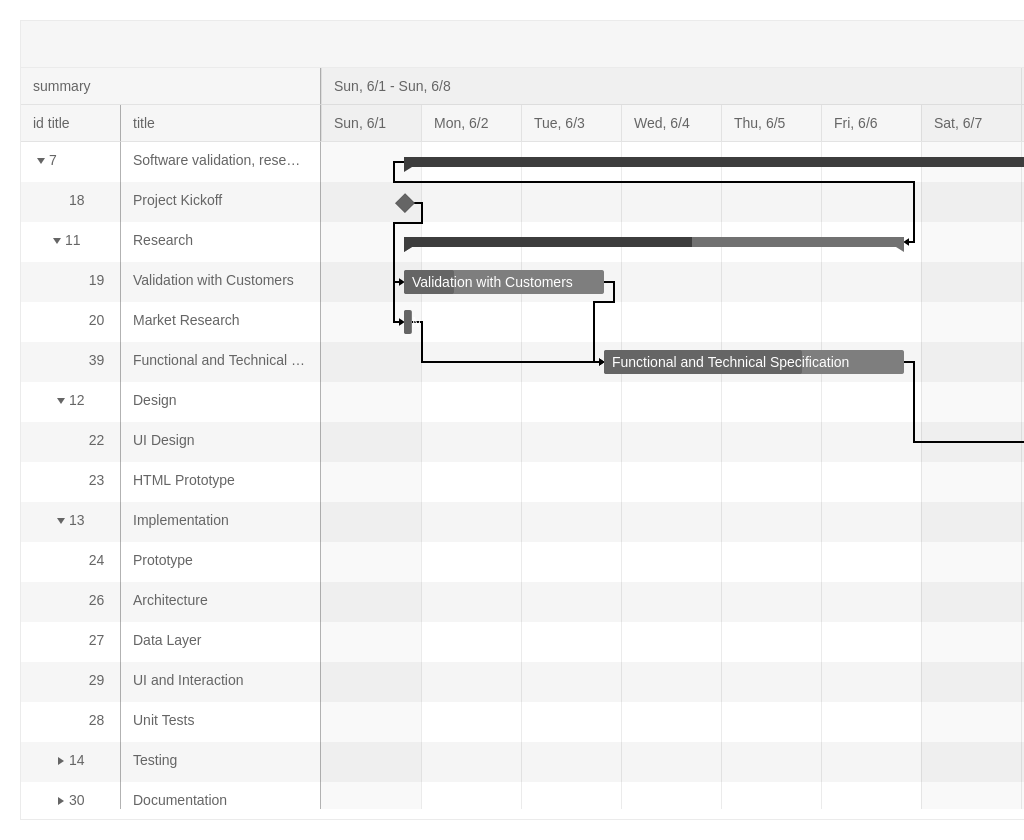 summary
Sun, 6/1 - Sun, 6/8
id title
title
Sun, 6/1
Mon, 6/2
Tue, 6/3
Wed, 6/4
Thu, 6/5
Fri, 6/6
Sat, 6/7
7
Software validation, rese…
18
Project Kickoff
11
Research
19
Validation with Customers
Validation with Customers
20
Market Research
39
Functional and Technical …
Functional and Technical Specification
12
Design
22
UI Design
23
HTML Prototype
13
Implementation
24
Prototype
26
Architecture
27
Data Layer
29
UI and Interaction
28
Unit Tests
14
Testing
30
Documentation